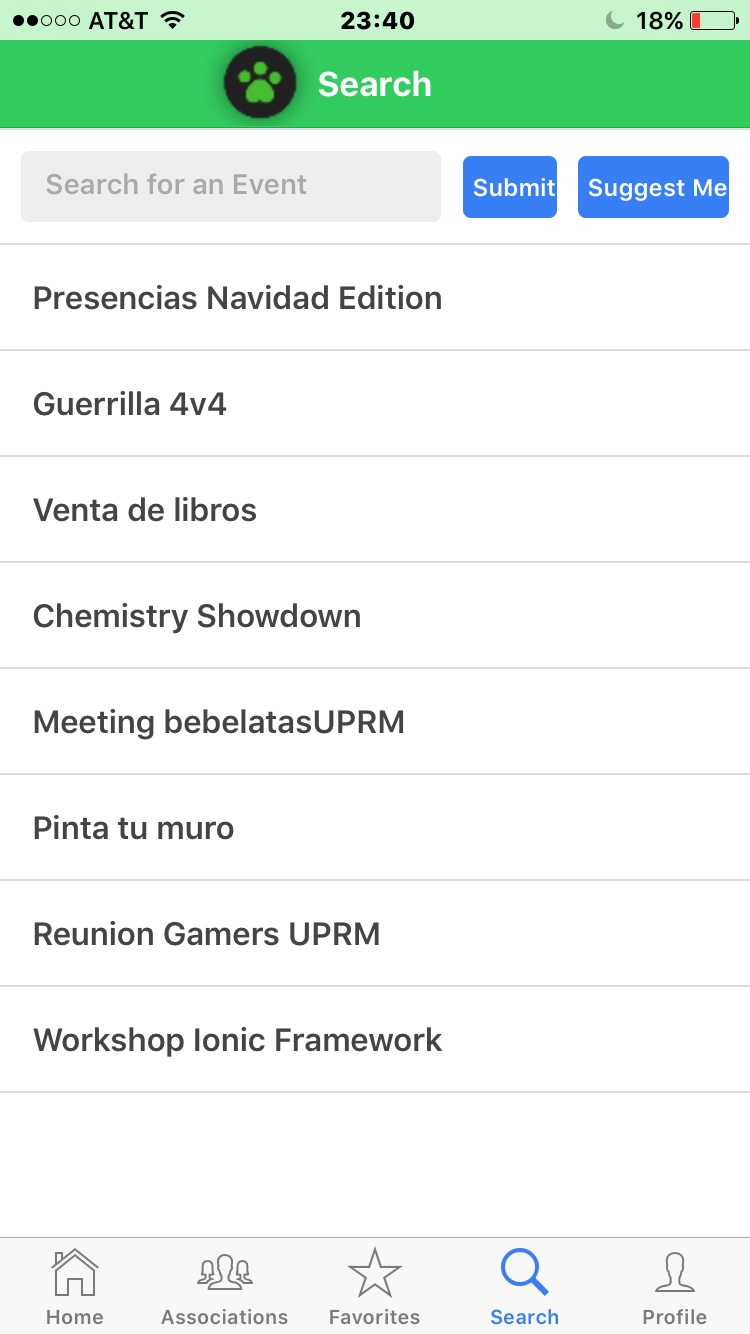 AT&T 23:40 18%
Search
Search for an Event Submit Suggest Me
Presencias Navidad Edition
Guerrilla 4v4
Venta de libros
Chemistry Showdown
Meeting bebelatasUPRM
Pinta tu muro
Reunion Gamers UPRM
Workshop Ionic Framework
Home Associations Favorites Search Profile